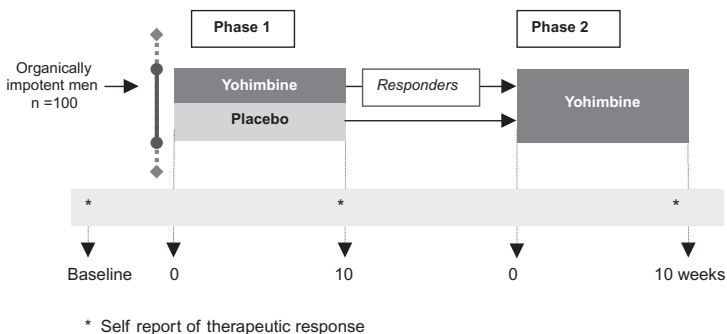 Phase 1
Phase 2
Organically
impotent men
n =100
Yohimbine
Placebo
Responders
Yohimbine
* * *
Baseline 0 10 0 10 weeks
* Self report of therapeutic response